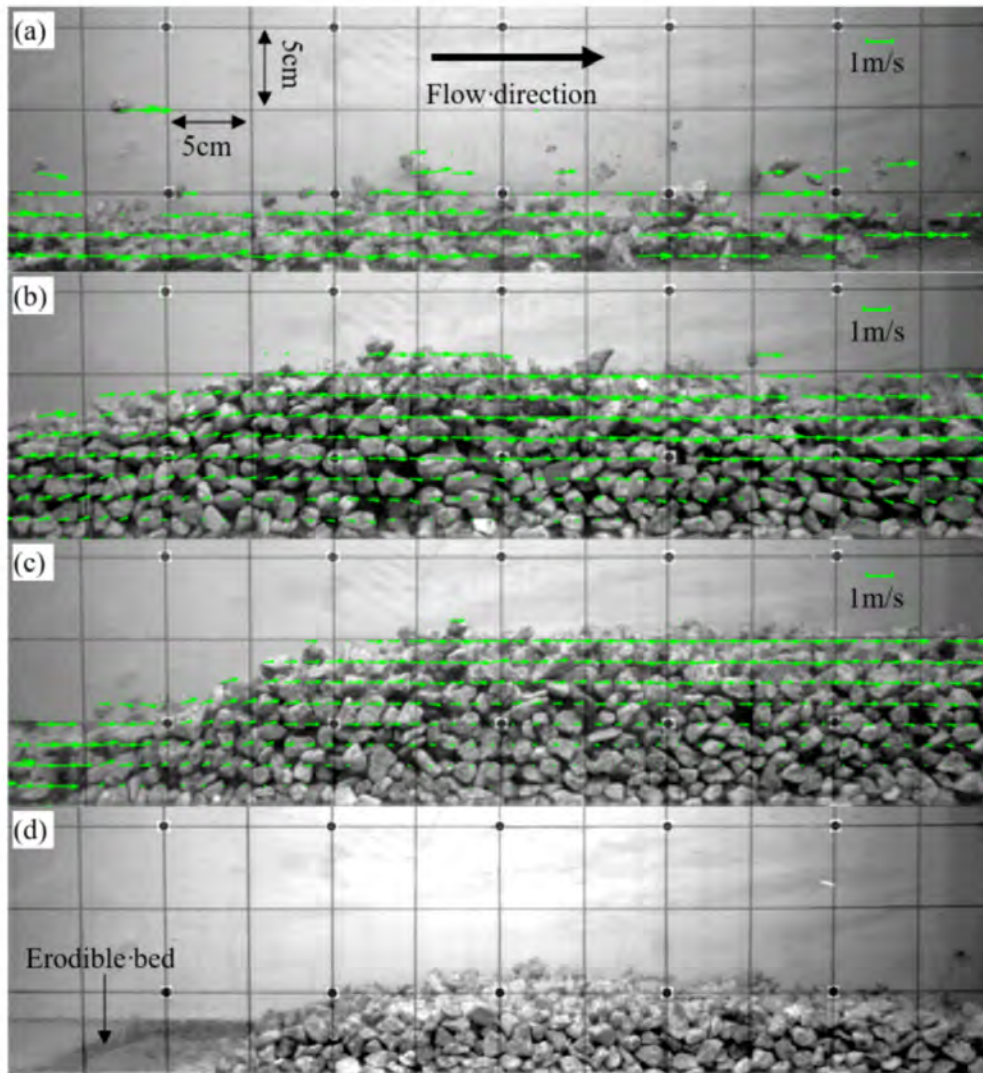 (a)
5cm
5cm
Flow·direction
1m/s
(b)
1m/s
(c)
1m/s
(d)
Erodible·bed